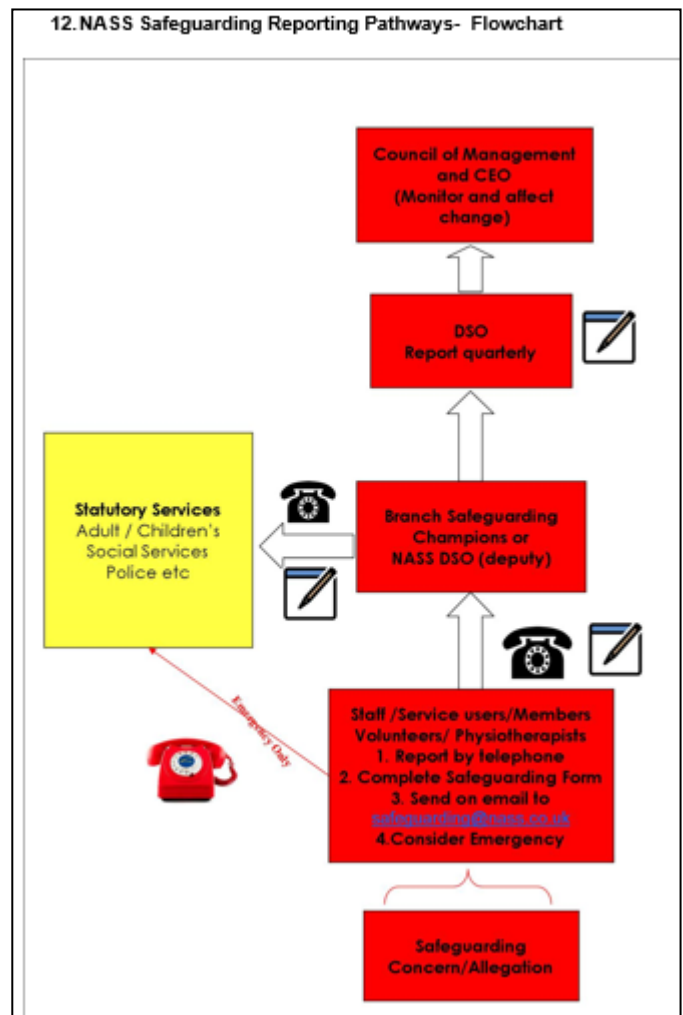 12. NASS Safeguarding Reporting Pathways- Flowchart
Council of Management
and CEO
(Monitor and affect
change)
DSO
Report quarterly
Statutory Services
Adult / Children's
Social Services
Police etc
Branch Safeguarding
Champions or
NASS DSO (deputy)
Emergency Only
Staff /Service users/Members
Volunteers/ Physiotherapists
1. Report by telephone
2. Complete Safeguarding Form
3. Send on email to
safeguarding@nass.co.uk
4.Consider Emergency
Safeguarding
Concern/Allegation